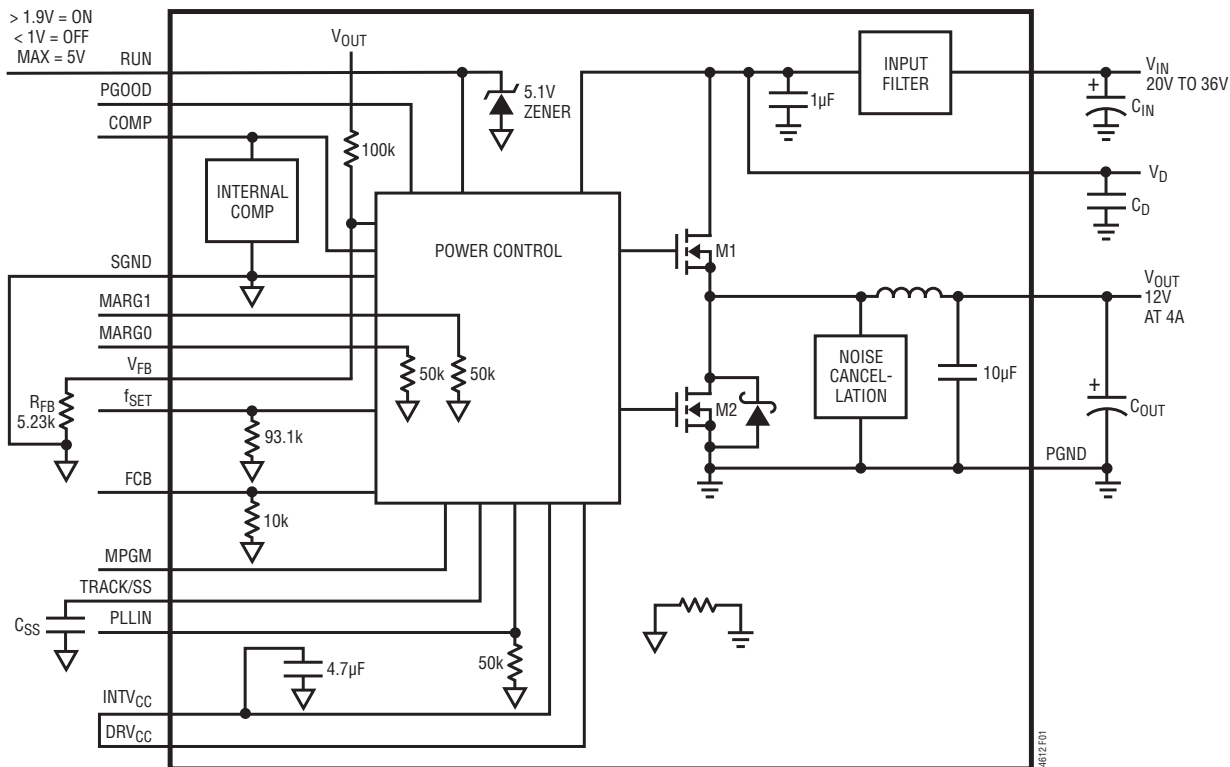 > 1.9V = ON
< 1V = OFF
MAX = 5V
RUN
PGOOD
COMP
VOUT
5.1V
ZENER
100k
INTERNAL
COMP
POWER CONTROL
INPUT
FILTER
1µF
VIN
20V TO 36V
CIN
VD
CD
M1
SGND
MARG1
MARG0
VFB
50k
50k
fSET
RFB
5.23k
93.1k
FCB
10k
M2
NOISE
CANCEL-
LATION
10µF
VOUT
12V
AT 4A
COUT
PGND
MPGM
TRACK/SS
CSS
PLLIN
50k
4.7µF
INTVCC
DRVCC
4612 F01